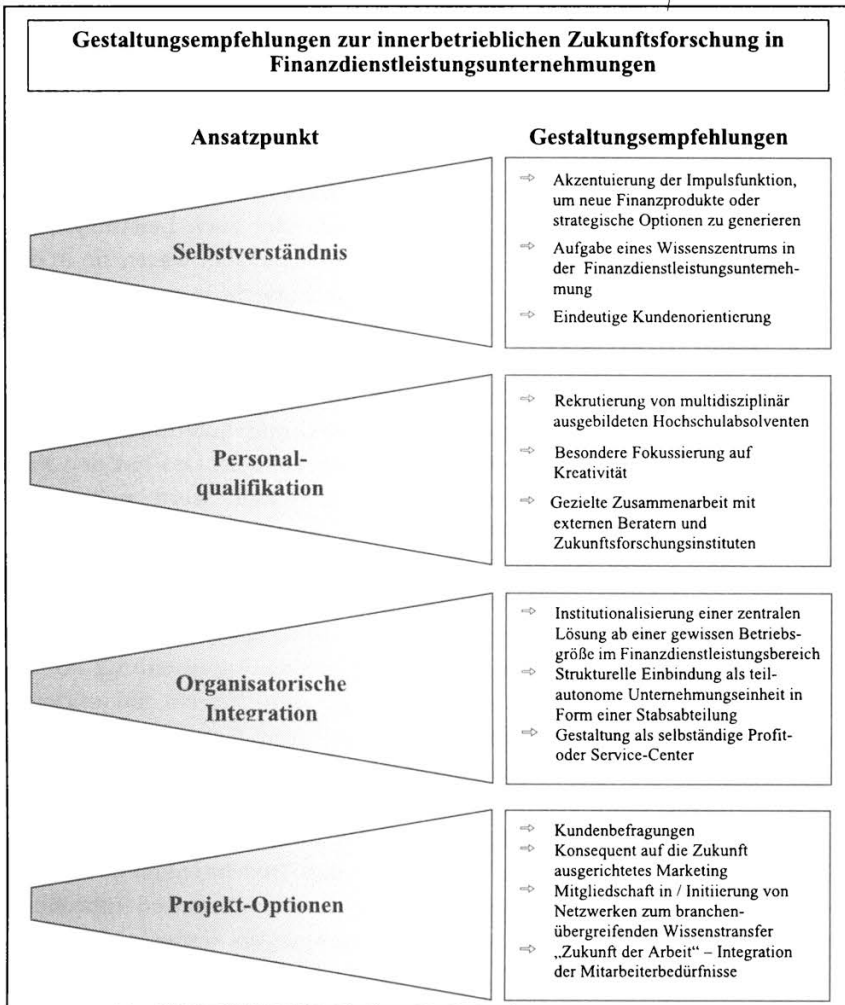 Gestaltungsempfehlungen zur innerbetrieblichen Zukunftsforschung in
Finanzdienstleistungsunternehmungen
Ansatzpunkt
Gestaltungsempfehlungen
Selbstverständnis
⇨ Akzentuierung der Impulsfunktion,
um neue Finanzprodukte oder
strategische Optionen zu generieren
⇨ Aufgabe eines Wissenszentrums in
der Finanzdienstleistungsunterneh-
mung
⇨ Eindeutige Kundenorientierung
Personal-
qualifikation
⇨ Rekrutierung von multidisziplinär
ausgebildeten Hochschulabsolventen
⇨ Besondere Fokussierung auf
Kreativität
⇨ Gezielte Zusammenarbeit mit
externen Beratern und
Zukunftsforschungsinstituten
Organisatorische
Integration
⇨ Institutionalisierung einer zentralen
Lösung ab einer gewissen Betriebs-
größe im Finanzdienstleistungsbereich
⇨ Strukturelle Einbindung als teil-
autonome Unternehmungseinheit in
Form einer Stabsabteilung
⇨ Gestaltung als selbständige Profit-
oder Service-Center
Projekt-Optionen
⇨ Kundenbefragungen
⇨ Konsequent auf die Zukunft
ausgerichtetes Marketing
⇨ Mitgliedschaft in / Initiierung von
Netzwerken zum branchen-
übergreifenden Wissenstransfer
⇨ „Zukunft der Arbeit“ – Integration
der Mitarbeiterbedürfnisse